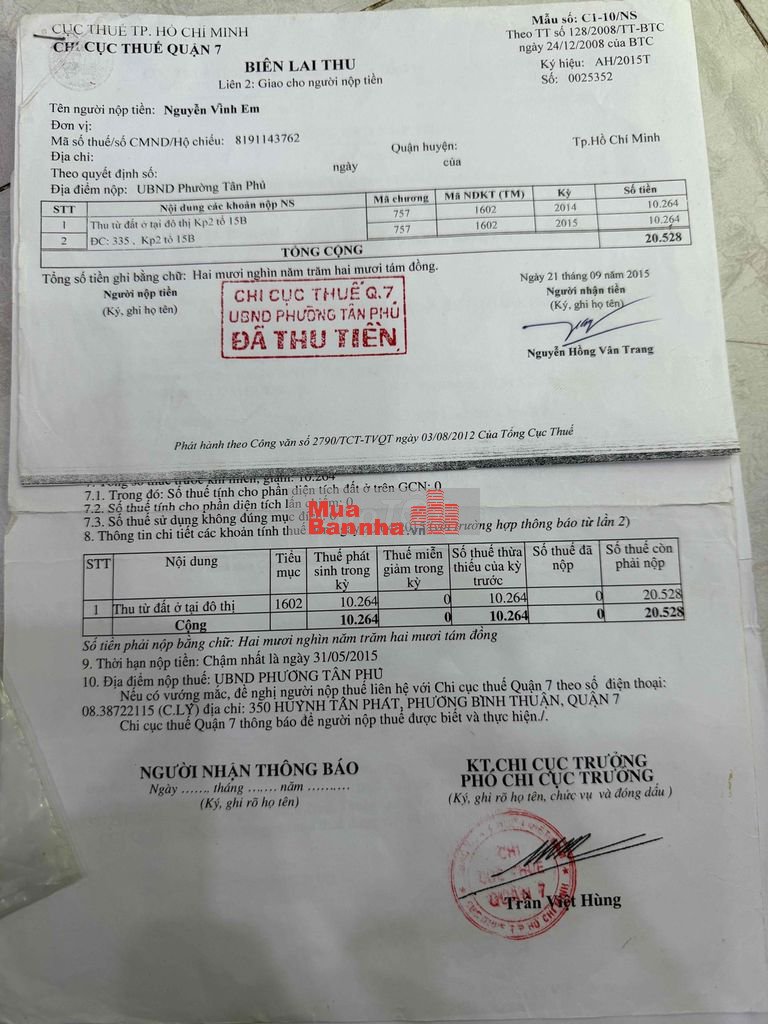 CỤC THUẾ TP. HỒ CHÍ MINH
CHI CỤC THUẾ QUẬN 7
Mẫu số: C1-10/NS
Theo TT số 128/2008/TT-BTC
ngày 24/12/2008 của BTC
Ký hiệu: AH/2015T
Số: 0025352
BIÊN LAI THU
Liên 2: Giao cho người nộp tiền
Tên người nộp tiền: Nguyễn Vình Em
Đơn vị:
Mã số thuế/số CMND/Hộ chiếu: 8191143762
Địa chỉ: Quận huyện: Tp.Hồ Chí Minh
Theo quyết định số: ngày của
Địa điểm nộp: UBND Phường Tân Phú
STT Nội dung các khoản nộp NS Mã chương Mã NDKT (TM) Kỳ Số tiền
1 Thu từ đất ở tại đô thị Kp2 tổ 15B 757 1602 2014 10.264
2 ĐC: 335 . Kp2 tổ 15B 757 1602 2015 10.264
TỔNG CỘNG 20.528
Tổng số tiền ghi bằng chữ: Hai mươi nghìn năm trăm hai mươi tám đồng.
Ngày 21 tháng 09 năm 2015
Người nộp tiền
(Ký, ghi họ tên)
CHI CỤC THUẾ Q.7
UBND PHƯỜNG TÂN PHÚ
ĐÃ THU TIỀN
Người nhận tiền
(Ký, ghi họ tên)
Nguyễn Hồng Vân Trang
Phát hành theo Công văn số 2790/TCT-TVQT ngày 03/08/2012 Của Tổng Cục Thuế
7. Tổng số thuế trước khi miễn, giảm: 10.264
7.1. Trong đó: Số thuế tính cho phần diện tích đất ở trên GCN: 0
7.2. Số thuế tính cho phần diện tích lấn chiếm: 0
7.3. Số thuế sử dụng không đúng mục
8. Thông tin chi tiết các khoản tính thuế trường hợp thông báo từ lần 2)
Mua
Bannha.vn
STT Nội dung Tiểu mục Thuế phát sinh trong kỳ Thuế miễn giảm trong kỳ Số thuế thừa thiếu của kỳ trước Số thuế đã nộp Số thuế còn phải nộp
1 Thu từ đất ở tại đô thị 1602 10.264 0 10.264 0 20.528
Cộng 10.264 0 10.264 0 20.528
Số tiền phải nộp bằng chữ: Hai mươi nghìn năm trăm hai mươi tám đồng
9. Thời hạn nộp tiền: Chậm nhất là ngày 31/05/2015
10. Địa điểm nộp thuế: UBND PHƯỜNG TÂN PHÚ
Nếu có vướng mắc, đề nghị người nộp thuế liên hệ với Chi cục thuế Quận 7 theo số điện thoại:
08.38722115 (C.LÝ) địa chỉ: 350 HUỲNH TẤN PHÁT, PHƯỜNG BÌNH THUẬN, QUẬN 7
Chi cục thuế Quận 7 thông báo để người nộp thuế được biết và thực hiện./.
NGƯỜI NHẬN THÔNG BÁO
Ngày ....... tháng ....... năm ..........
(Ký, ghi rõ họ tên)
KT.CHI CỤC TRƯỞNG
PHÓ CHI CỤC TRƯỞNG
(Ký, ghi rõ họ tên, chức vụ và đóng dấu )
CHI
CỤC THUẾ
QUẬN 7
Trần Việt Hùng